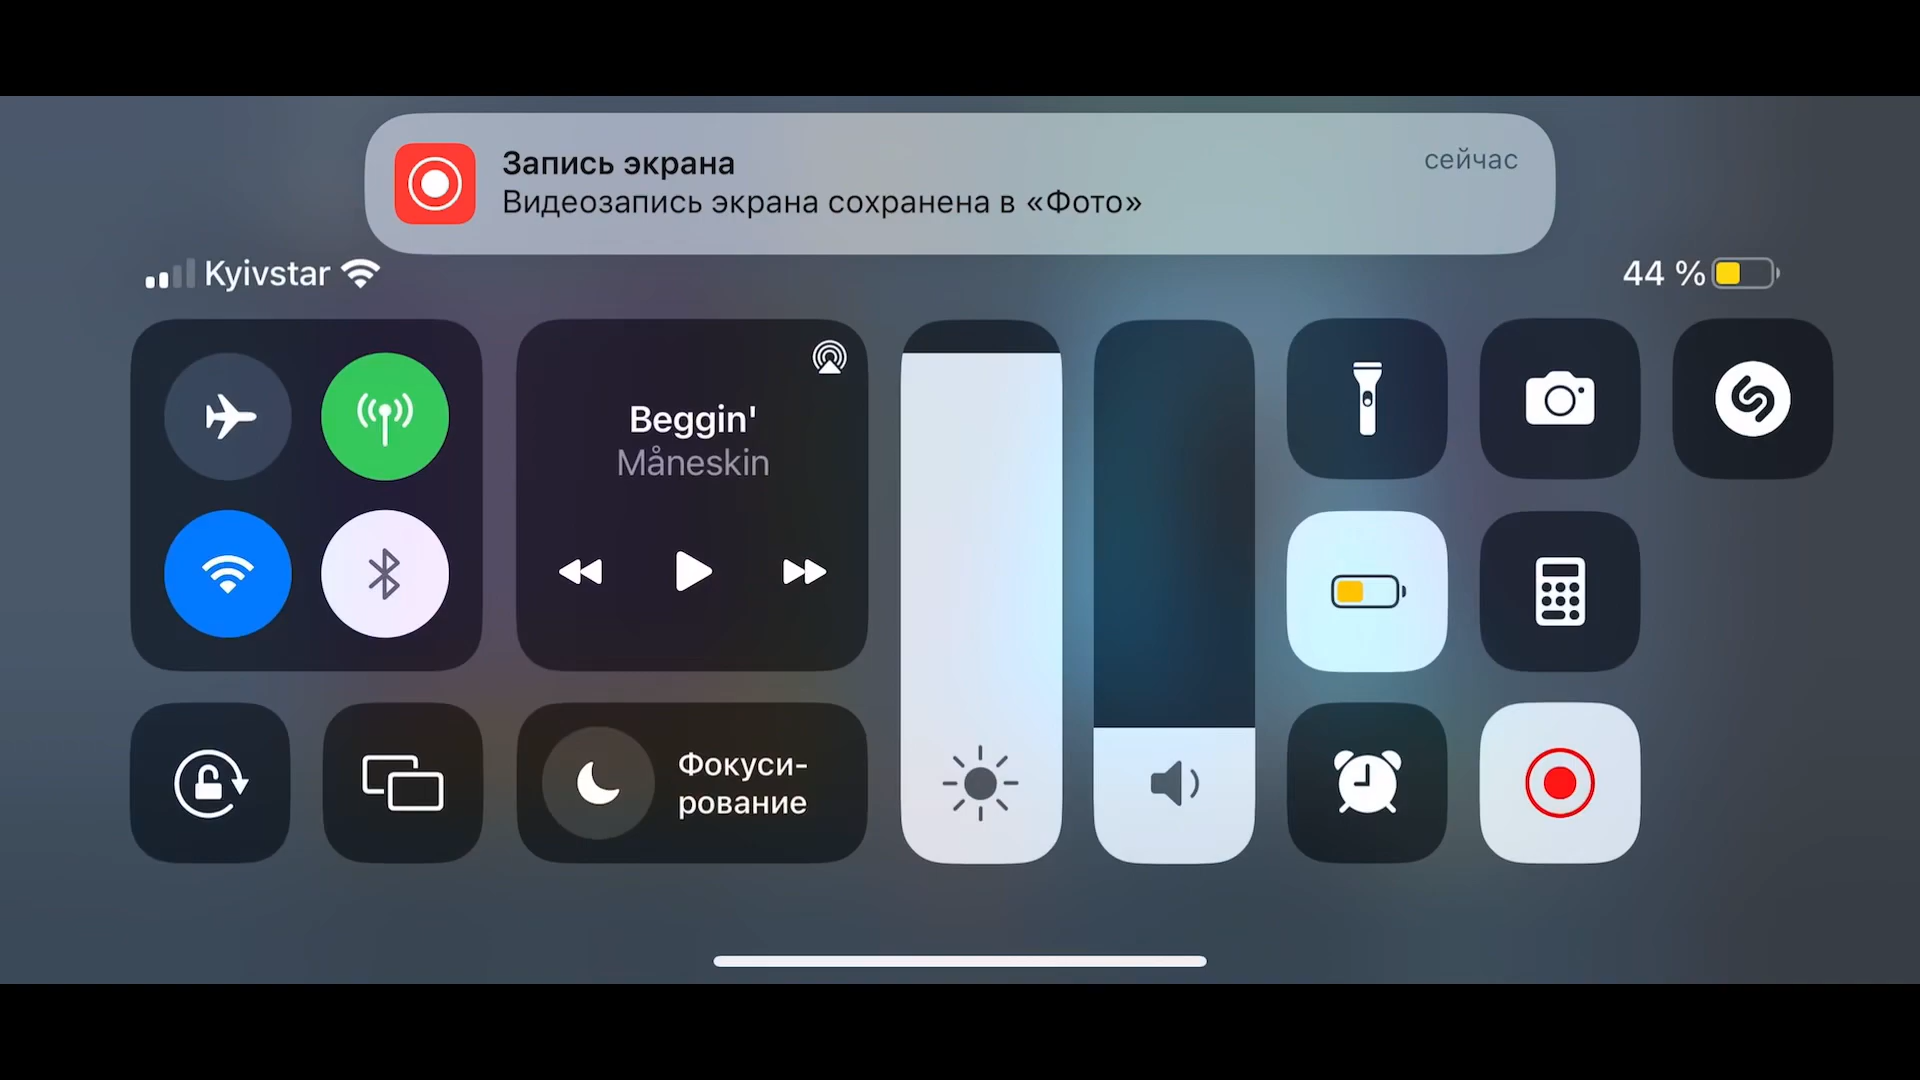 Запись экрана
сейчас
Видеозапись экрана сохранена в «Фото»
Kyivstar
44 %
Beggin'
Måneskin
Фокуси-
рование